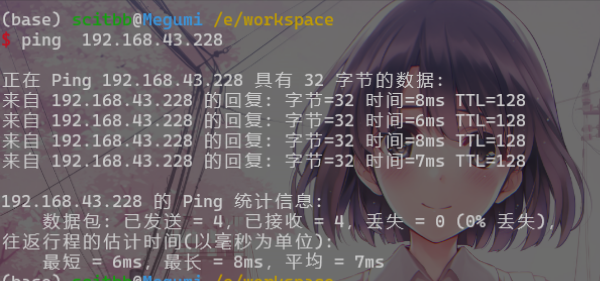 (base) scitbb@Megumi /e/workspace
$ ping  192.168.43.228
正在 Ping 192.168.43.228 具有 32 字节的数据:
来自 192.168.43.228 的回复: 字节=32 时间=8ms TTL=128
来自 192.168.43.228 的回复: 字节=32 时间=6ms TTL=128
来自 192.168.43.228 的回复: 字节=32 时间=8ms TTL=128
来自 192.168.43.228 的回复: 字节=32 时间=7ms TTL=128
192.168.43.228 的 Ping 统计信息:
数据包: 已发送 = 4, 已接收 = 4, 丢失 = 0 (0% 丢失),
往返行程的估计时间(以毫秒为单位):
最短 = 6ms, 最长 = 8ms, 平均 = 7ms
(base) @Megumi /e/workspace